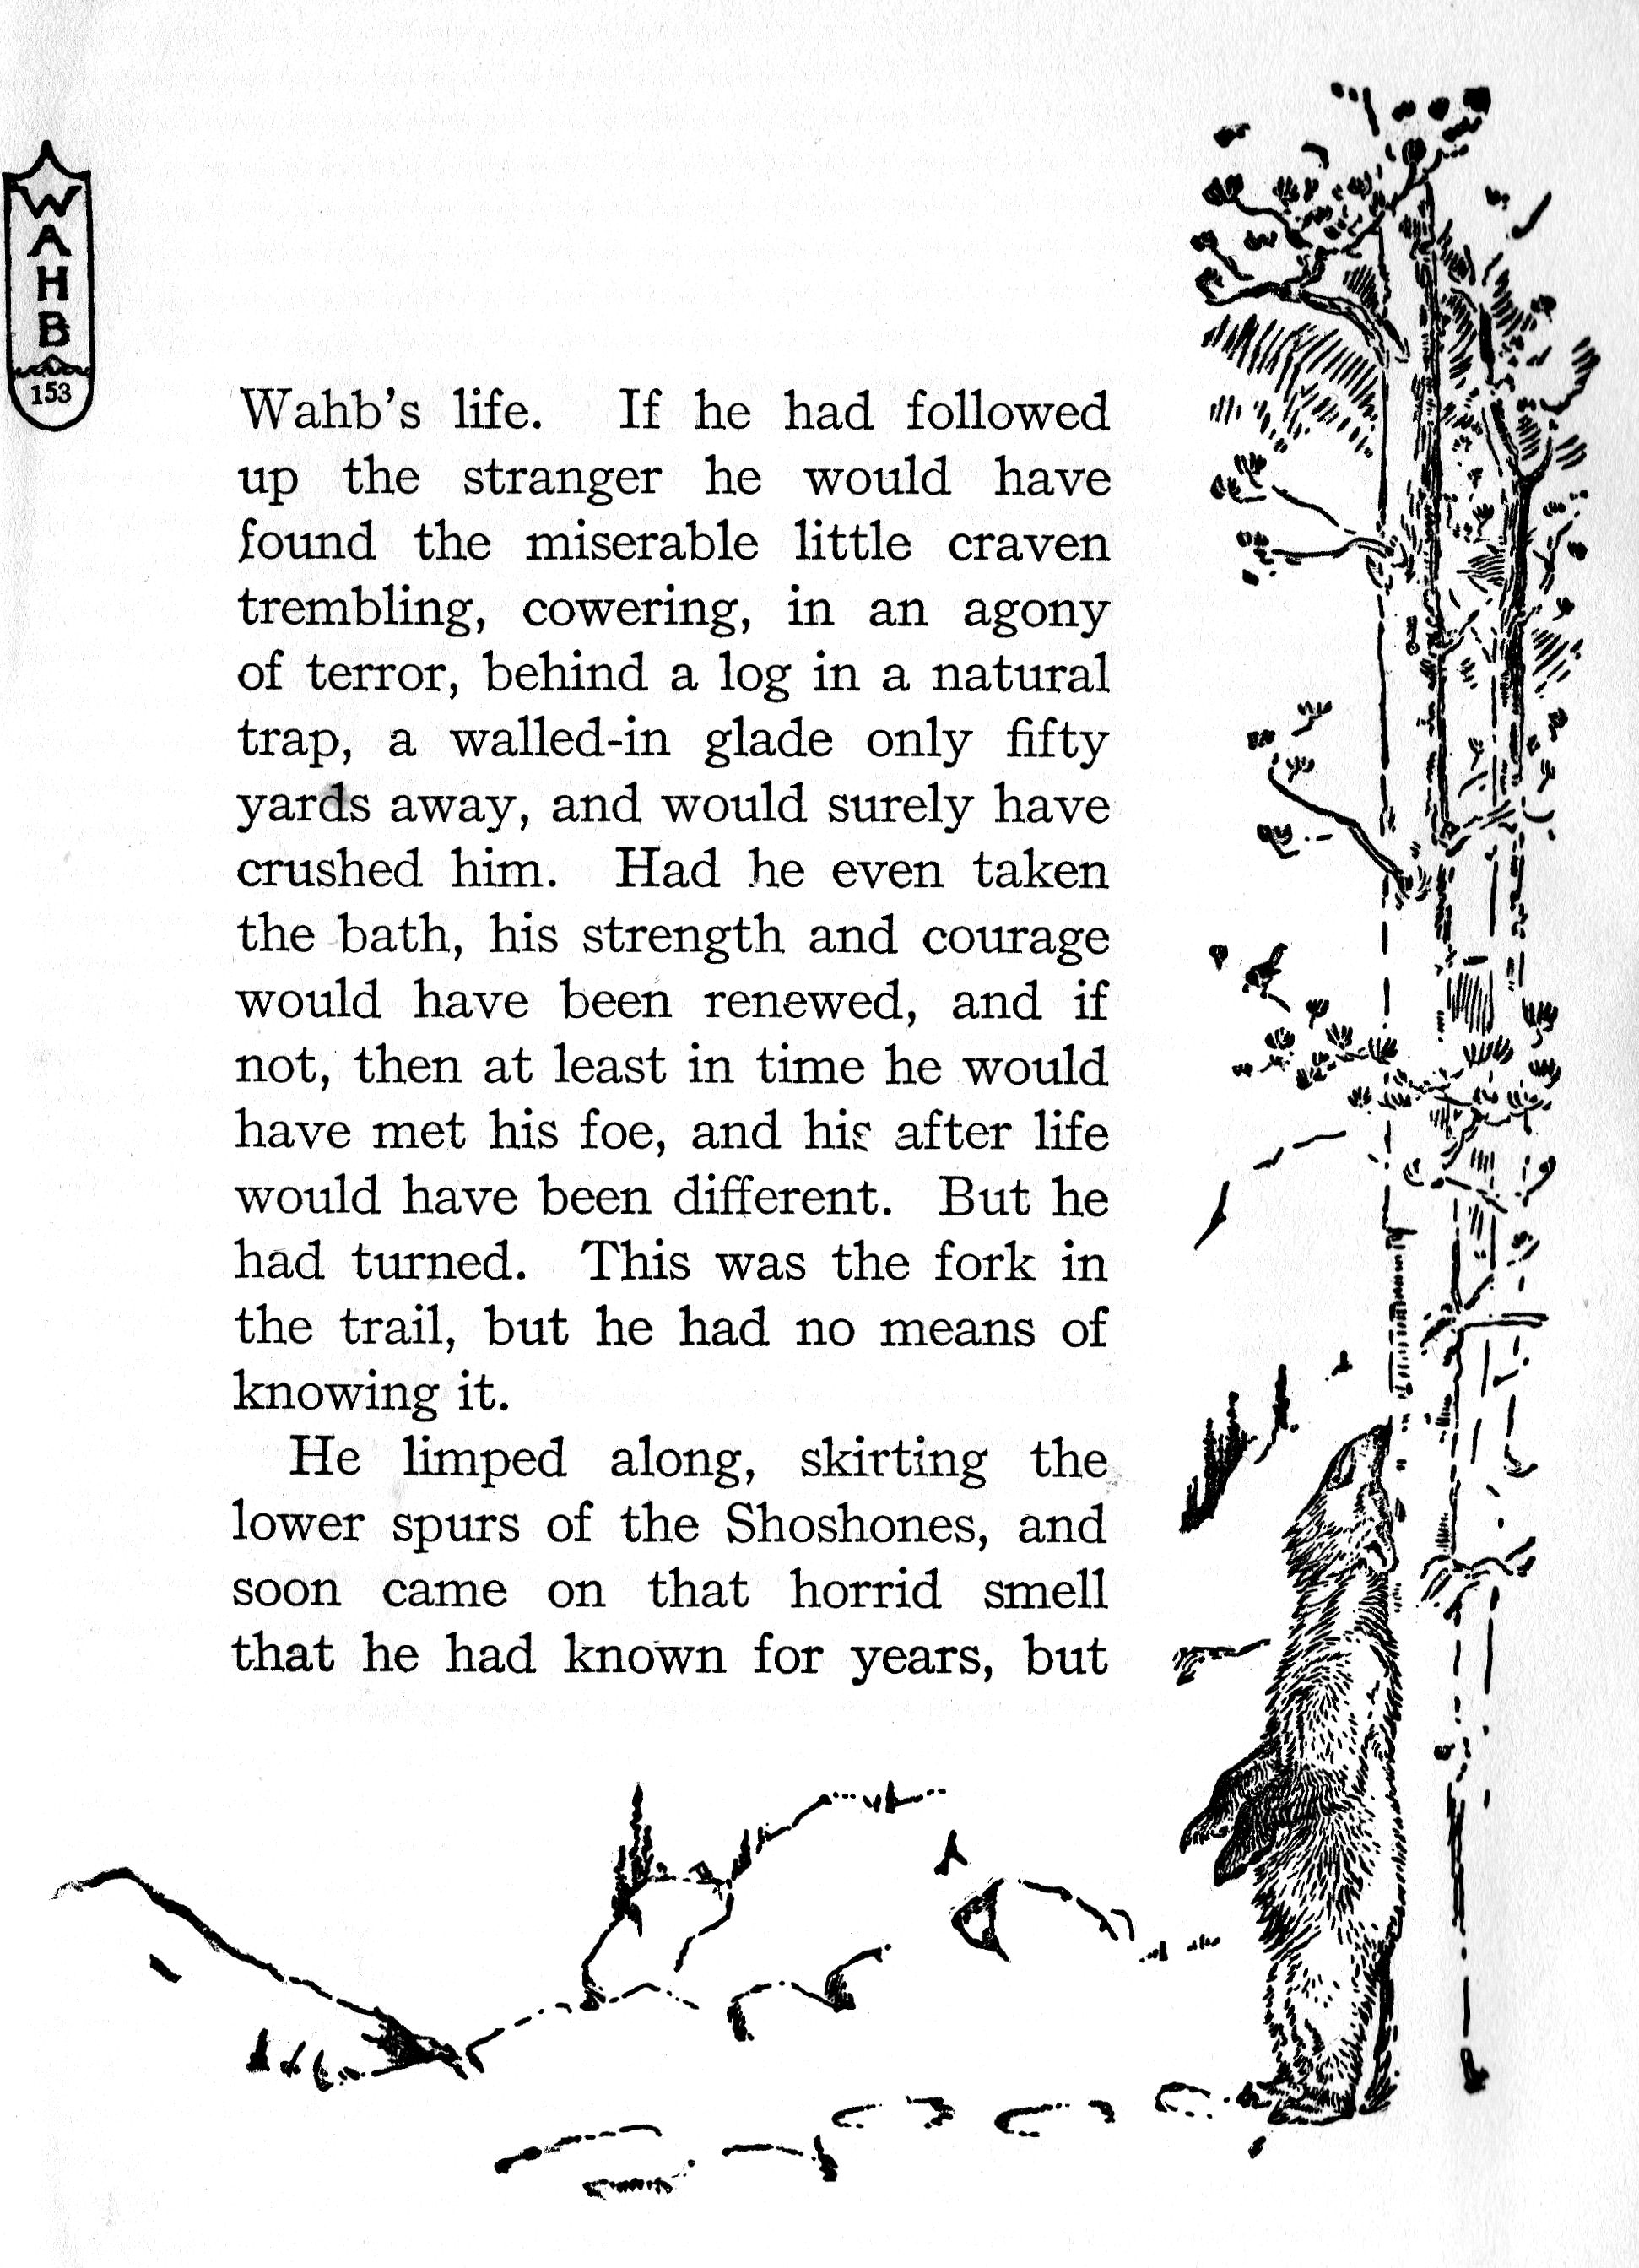 WAHB
153
Wahb's life. If he had followed
up the stranger he would have
found the miserable little craven
trembling, cowering, in an agony
of terror, behind a log in a natural
trap, a walled-in glade only fifty
yards away, and would surely have
crushed him. Had he even taken
the bath, his strength and courage
would have been renewed, and if
not, then at least in time he would
have met his foe, and his after life
would have been different. But he
had turned. This was the fork in
the trail, but he had no means of
knowing it.
He limped along, skirting the
lower spurs of the Shoshones, and
soon came on that horrid smell
that he had known for years, but